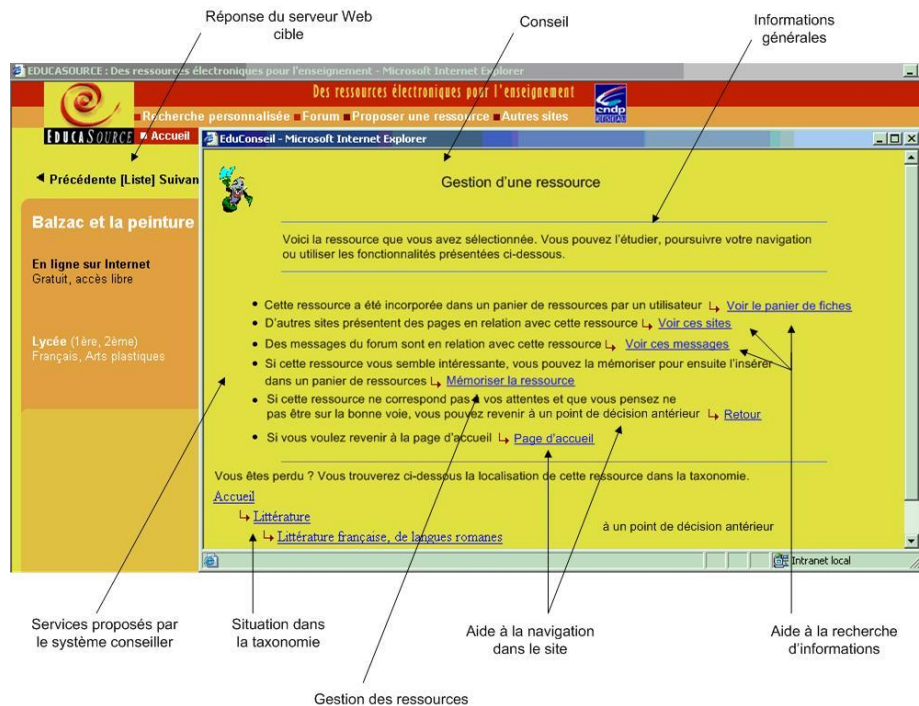 Réponse du serveur Web
cible
Conseil
Informations
générales
EDUCASOURCE : Des ressources électroniques pour l'enseignement - Microsoft Internet Explorer
Des ressources électroniques pour l'enseignement
cndp
Recherche personnalisée Forum Proposer une ressource Autres sites
EDUCASOURCE Accueil
EduConseil - Microsoft Internet Explorer
Précédente [Liste] Suivan
Gestion d'une ressource
Balzac et la peinture
Voici la ressource que vous avez sélectionnée. Vous pouvez l'étudier, poursuivre votre navigation
ou utiliser les fonctionnalités présentées ci-dessous.
En ligne sur Internet
Gratuit, accès libre
Lycée (1ère, 2ème)
Français, Arts plastiques
• Cette ressource a été incorporée dans un panier de ressources par un utilisateur Voir le panier de fiches
• D'autres sites présentent des pages en relation avec cette ressource Voir ces sites
• Des messages du forum sont en relation avec cette ressource Voir ces messages
• Si cette ressource vous semble intéressante, vous pouvez la mémoriser pour ensuite l'insérer
dans un panier de ressources Mémoriser la ressource
• Si cette ressource ne correspond pas à vos attentes et que vous pensez ne
pas être sur la bonne voie, vous pouvez revenir à un point de décision antérieur Retour
• Si vous voulez revenir à la page d'accueil Page d'accueil
Vous êtes perdu ? Vous trouverez ci-dessous la localisation de cette ressource dans la taxonomie.
Accueil
Littérature
Littérature française, de langues romanes
à un point de décision antérieur
Intranet local
Services proposés par
le système conseiller
Situation dans
la taxonomie
Aide à la navigation
dans le site
Aide à la recherche
d'informations
Gestion des ressources